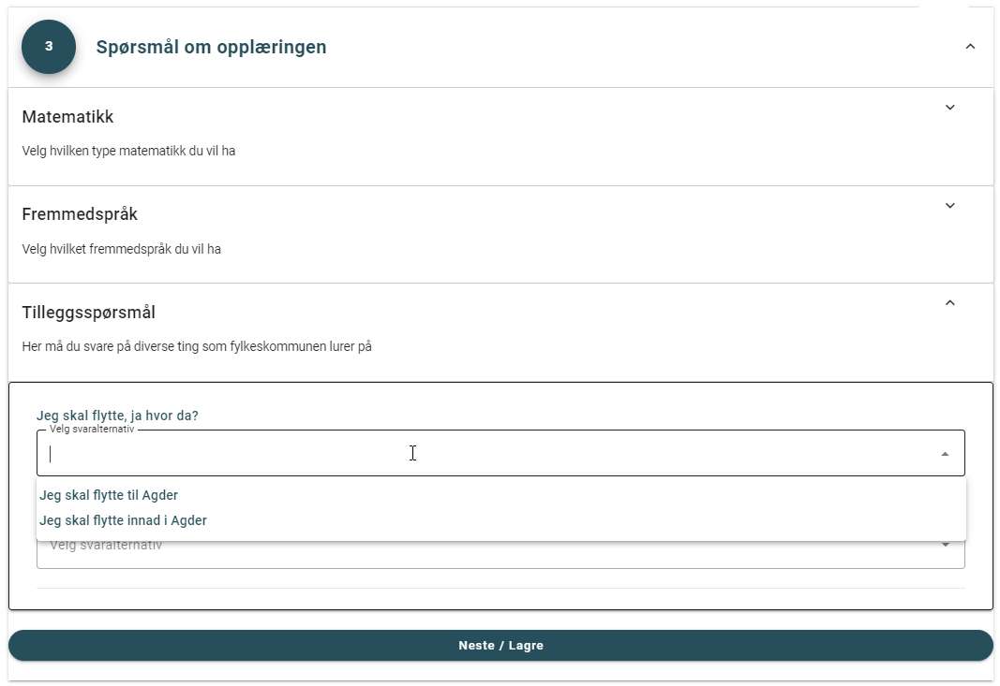 3
Spørsmål om opplæringen
Matematikk
Velg hvilken type matematikk du vil ha
Fremmedspråk
Velg hvilket fremmedspråk du vil ha
Tilleggsspørsmål
Her må du svare på diverse ting som fylkeskommunen lurer på
Jeg skal flytte, ja hvor da?
Velg svaralternativ
Jeg skal flytte til Agder
Jeg skal flytte innad i Agder
Velg svaralternativ
Neste / Lagre